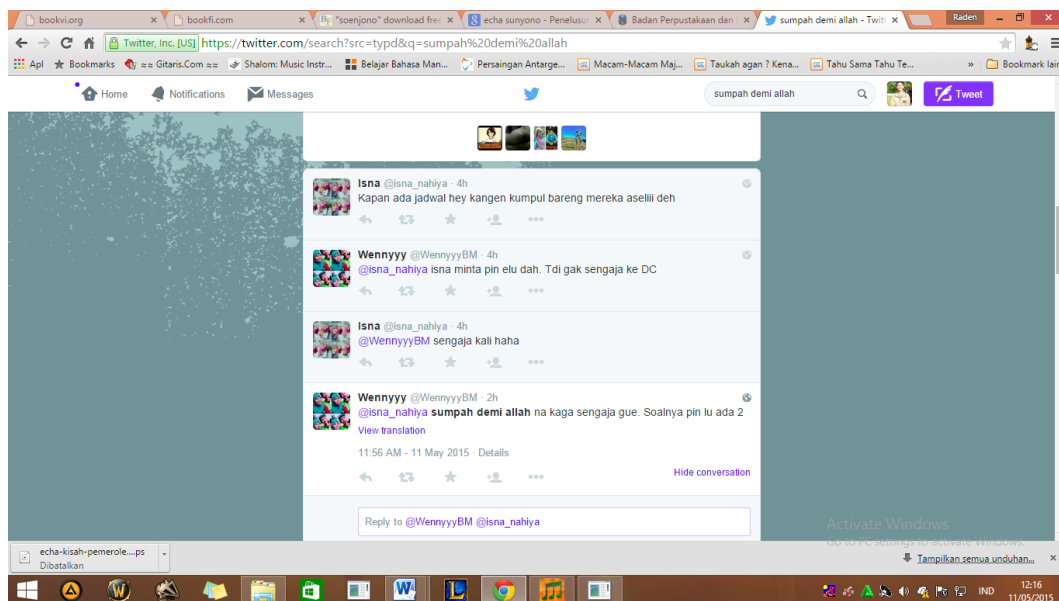 bookvi.org
bookfi.com
"soenjono" download free
echa sunyono - Penelusur
Badan Perpustakaan dan
sumpah demi allah - Twitt
Raden
Twitter, Inc. [US] https://twitter.com/search?src=typd&q=sumpah%20demi%20allah
Apl Bookmarks ~~ Gitaris.Com ~~ Shalom: Music Instr... Belajar Bahasa Man... Persaingan Antarge... Macam-Macam Maj... Taukah agan ? Kena... Tahu Sama Tahu Te... » Bookmark lain
Home Notifications Messages sumpah demi allah Tweet
Isna @isna_nahiya · 4h
Kapan ada jadwal hey kangen kumpul bareng mereka aseliii deh
Wennyyy @WennyyyBM · 4h
@isna_nahiya isna minta pin elu dah. Tdi gak sengaja ke DC
Isna @isna_nahiya · 4h
@WennyyyBM sengaja kali haha
Wennyyy @WennyyyBM · 2h
@isna_nahiya sumpah demi allah na kaga sengaja gue. Soalnya pin lu ada 2
View translation
11:56 AM - 11 May 2015 · Details
Hide conversation
Reply to @WennyyyBM @isna_nahiya
Activate Windows
Go to PC settings to activate Windows.
echa-kisah-pemerole....ps
Dibatalkan
Tampilkan semua unduhan...
IND
12:16
11/05/2015